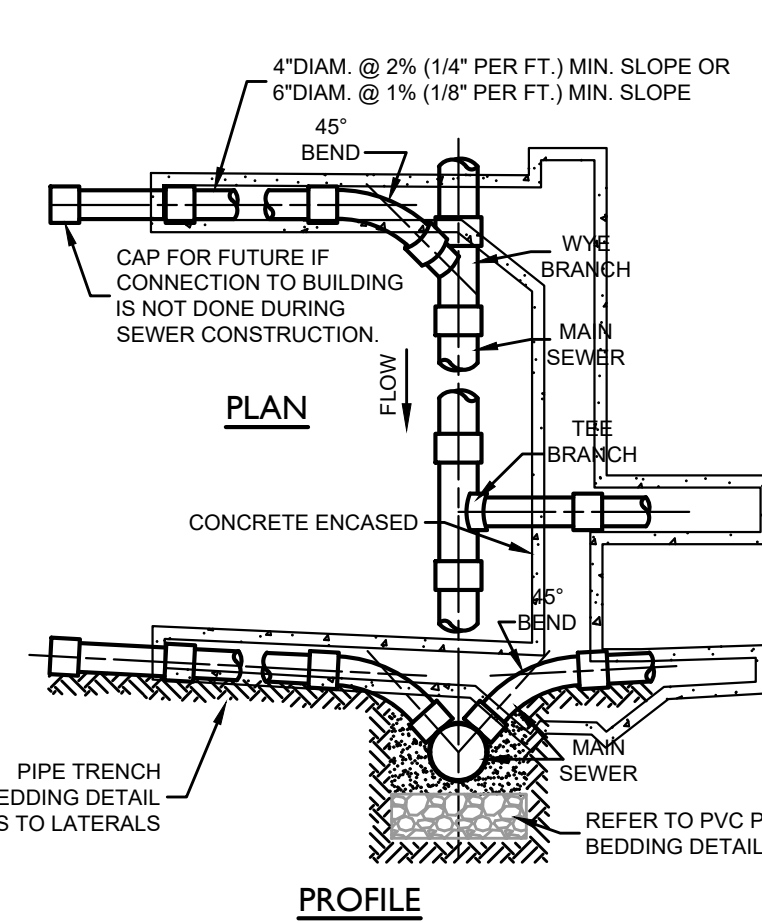 4"DIAM. @ 2% (1/4" PER FT.) MIN. SLOPE OR
6"DIAM. @ 1% (1/8" PER FT.) MIN. SLOPE
45°
BEND
WYE
BRANCH
CAP FOR FUTURE IF
CONNECTION TO BUILDING
IS NOT DONE DURING
SEWER CONSTRUCTION.
MAIN
SEWER
FLOW
PLAN
TEE
BRANCH
CONCRETE ENCASED
45°
BEND
MAIN
SEWER
PIPE TRENCH
EDDING DETAIL
S TO LATERALS
REFER TO PVC P
BEDDING DETAIL
PROFILE